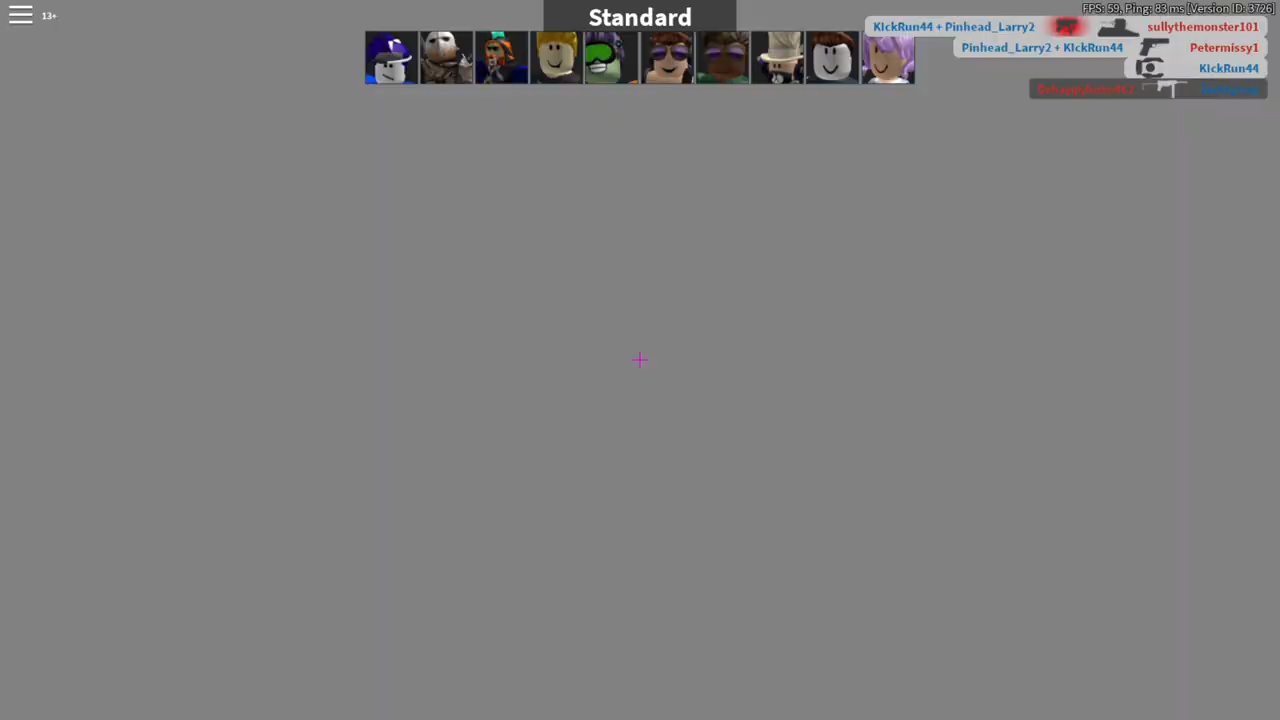 Standard
FPS: 59, Ping: 83 ms [Version ID: 3726]
13+
KIckRun44 + Pinhead_Larry2 sullythemonster101
Pinhead_Larry2 + KIckRun44 Petermissy1
KIckRun44